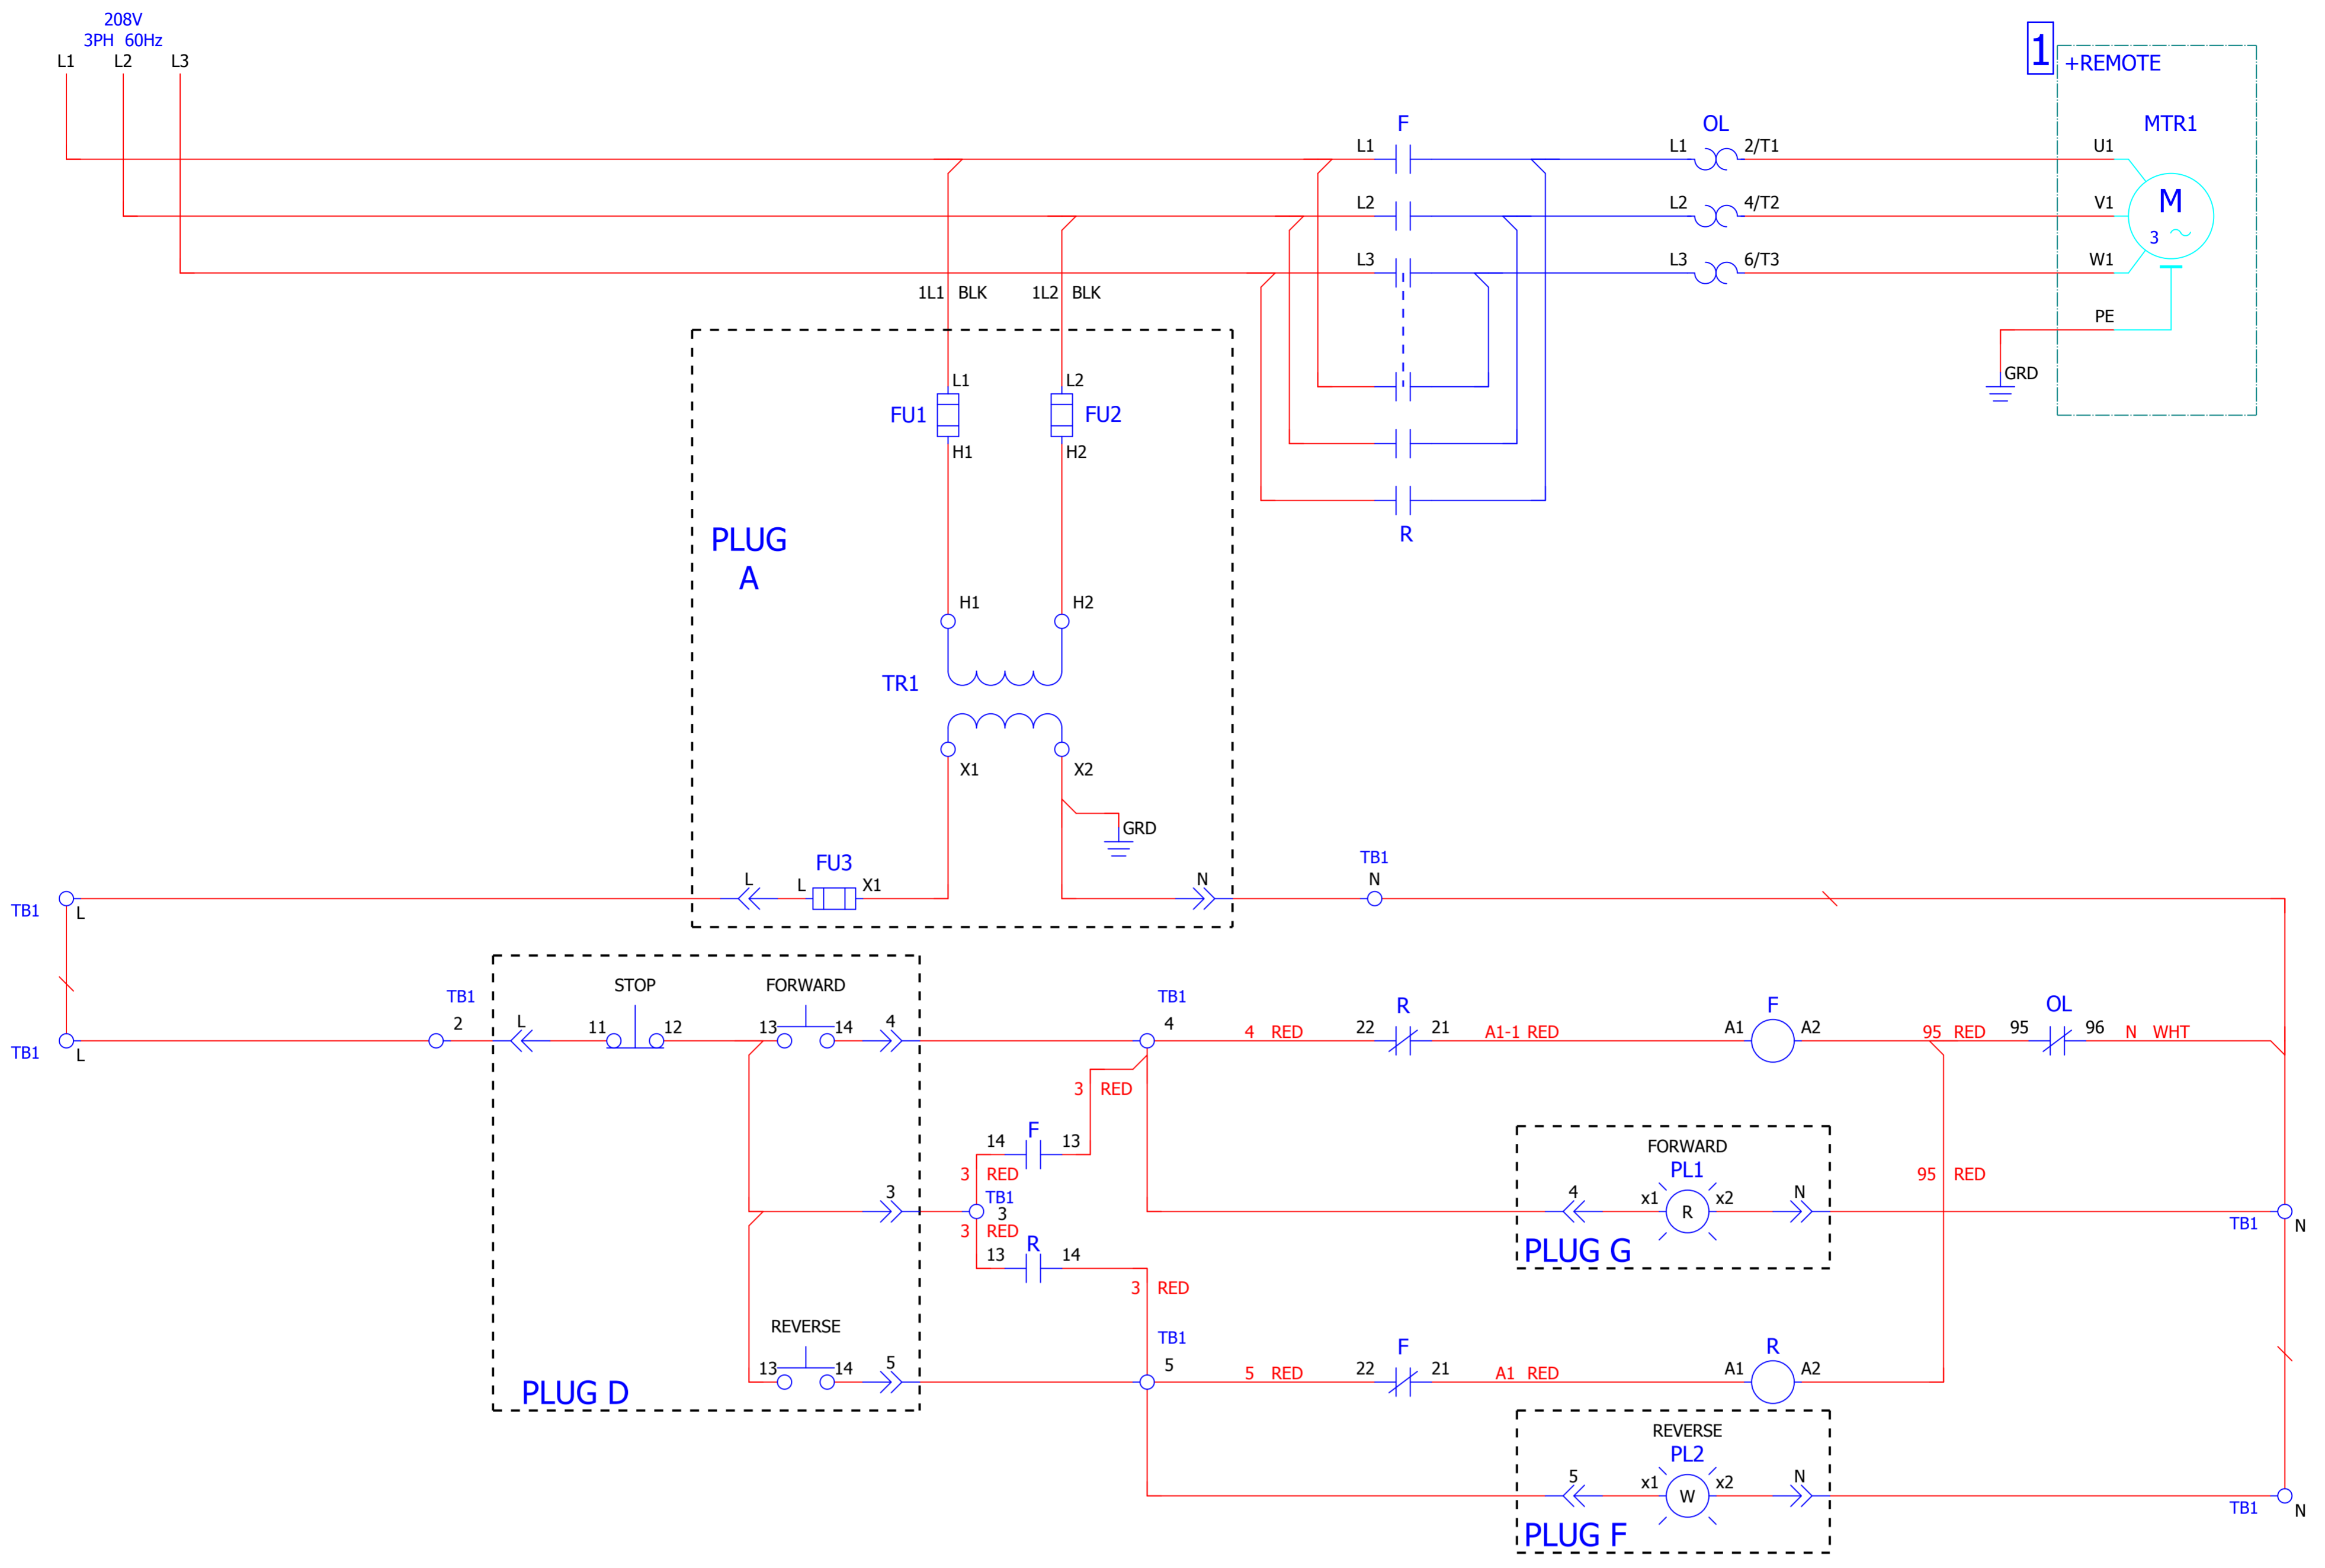 208V
3PH 60Hz
L1 L2 L3
1
+REMOTE
F OL MTR1
L1 L1 2/T1 U1
L2 L2 4/T2 V1
M
3
L3 L3 6/T3 W1
1L1 BLK 1L2 BLK
PE
GRD
L1 L2
FU1 FU2
H1 H2
R
PLUG
A
H1 H2
TR1
X1 X2
GRD
FU3
TB1
L L X1 N N
TB1 L
STOP FORWARD
TB1 TB1 R F OL
2 L 11 12 13 14 4 4
4 RED 22 21 A1-1 RED A1 A2 95 RED 95 96 N WHT
TB1 L
3 RED
F
14 13
FORWARD
3 RED
PL1
95 RED
TB1
3
3
4 x1 R x2 N
TB1 N
3 RED
R
13 14
PLUG G
3 RED
REVERSE
TB1 F R
13 14 5 5
5 RED 22 21 A1 RED A1 A2
PLUG D
REVERSE
PL2
5 x1 W x2 N
TB1 N
PLUG F